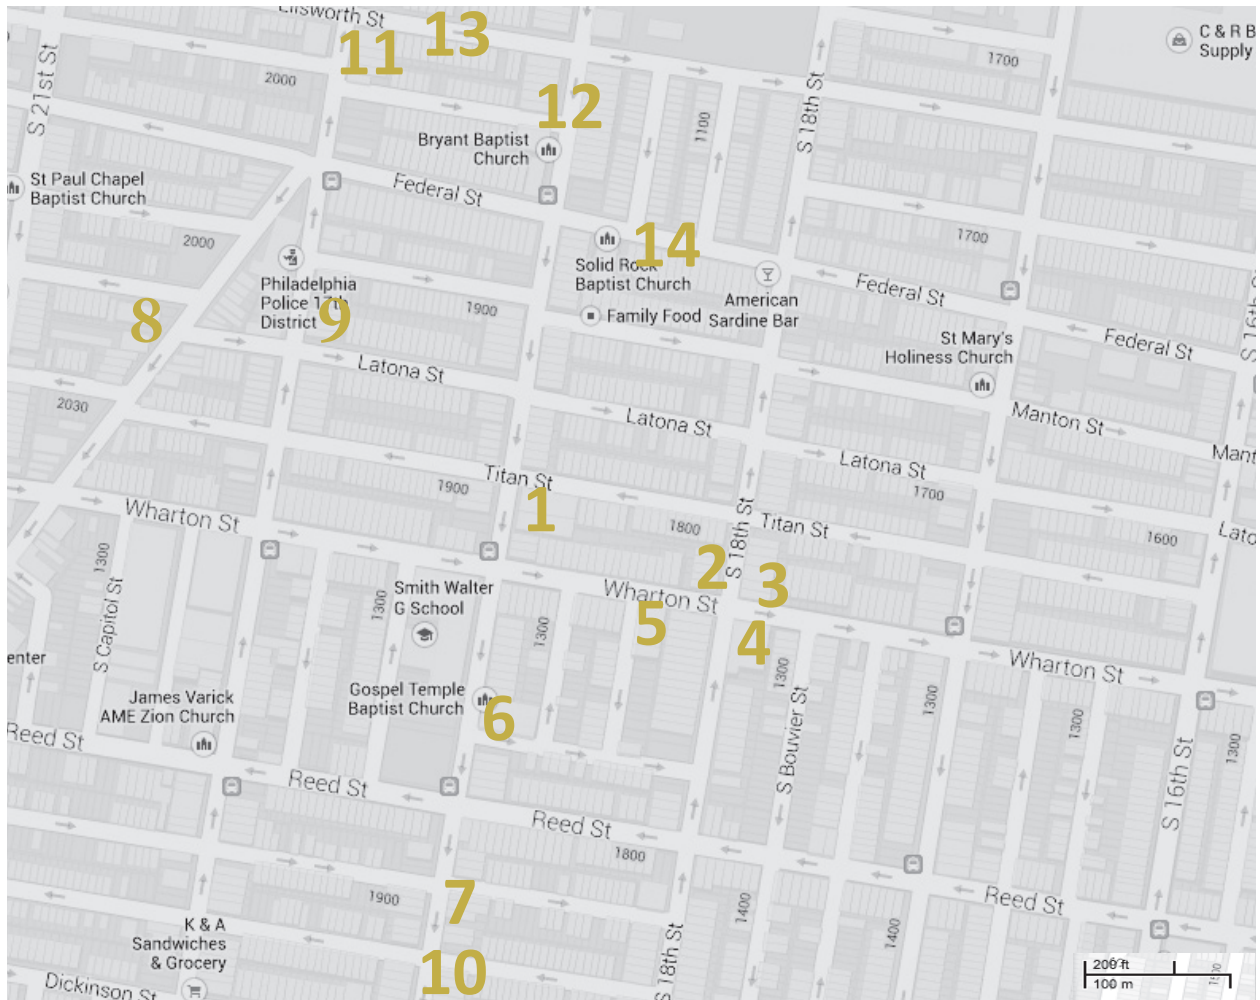 Ellsworth St
13
11
C & R B
Supply
1700
2000
S 21st St
S 18th St
12
1100
Bryant Baptist
Church
St Paul Chapel
Baptist Church
Federal St
2000
14
1700
Solid Rock
Baptist Church
Philadelphia
Police 17th
District
1900
American
Sardine Bar
Federal St
S 16th St
8
9
Family Food
Federal St
St Mary's
Holiness Church
Latona St
2030
Latona St
Manton St
Mant
Titan St
Latona St
1900
1700
1
1800
Titan St
S 18th St
Lato
1600
Wharton St
1300
2
3
Smith Walter
G School
Wharton St
1300
5
4
1300
S Capitol St
enter
1300
Wharton St
James Varick
AME Zion Church
Gospel Temple
Baptist Church
6
1300
1300
1300
S Bouvier St
S 16th St
Reed St
Reed St
Reed St
1800
1900
7
1400
1400
Reed St
K & A
Sandwiches
& Grocery
10
S 18th St
Dickinson St
200 ft
100 m